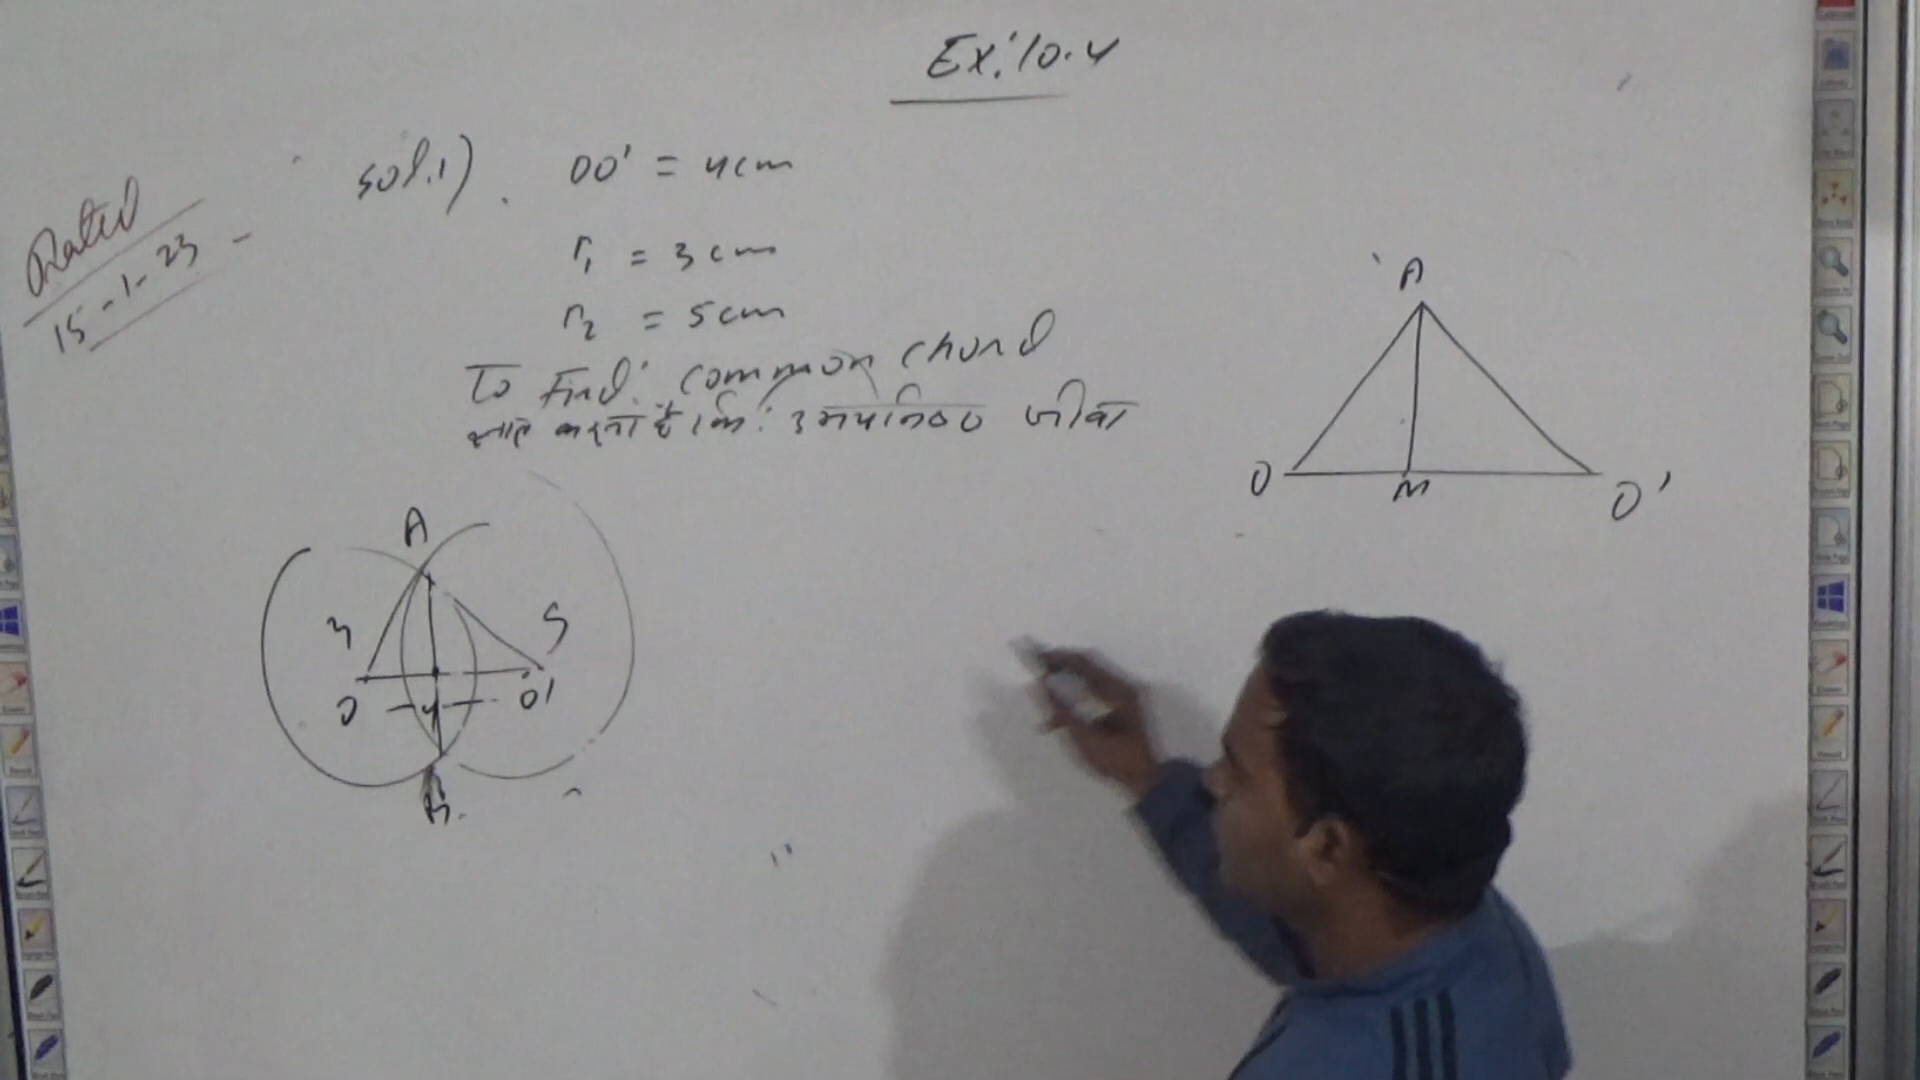 Ex: 10.4
Dated
15-1-23
Sol.1). OO' = 4cm
r₁ = 3cm
r₂ = 5cm
To Find: common chord
ज्ञात करना है कि: उभयनिष्ठ जीवा
A
O M O'
A
3 5
O 4 O'
B